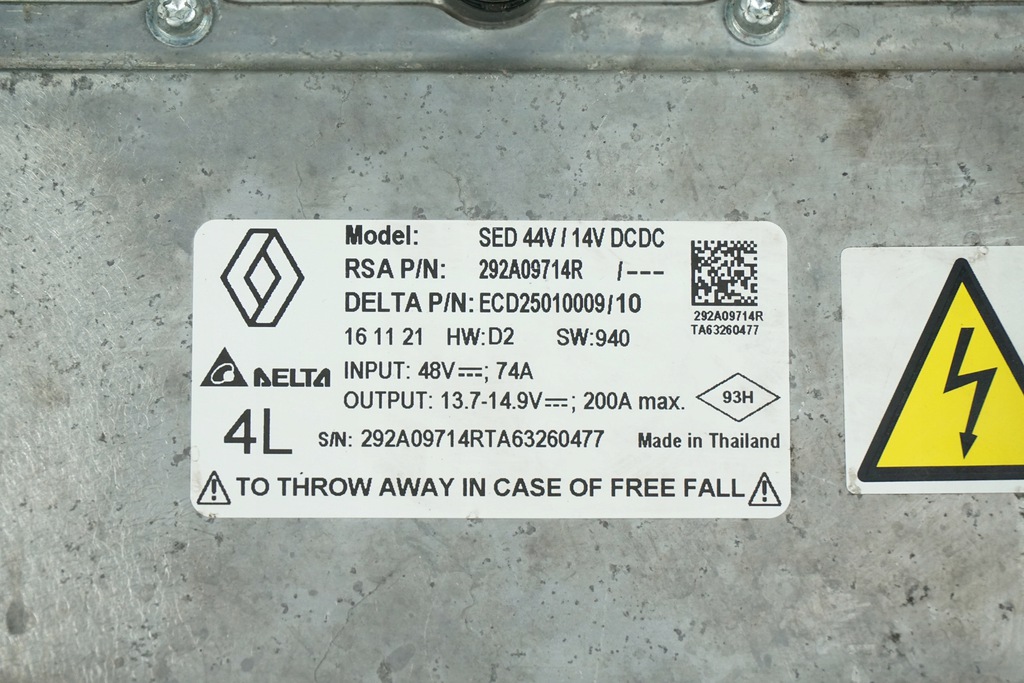 Model: SED 44V / 14V DCDC
RSA P/N: 292A09714R /---
DELTA P/N: ECD25010009/10
292A09714R
TA63260477
16 11 21 HW:D2 SW:940
DELTA
INPUT: 48V⎓; 74A
OUTPUT: 13.7-14.9V⎓; 200A max.
93H
4L
S/N: 292A09714RTA63260477 Made in Thailand
TO THROW AWAY IN CASE OF FREE FALL